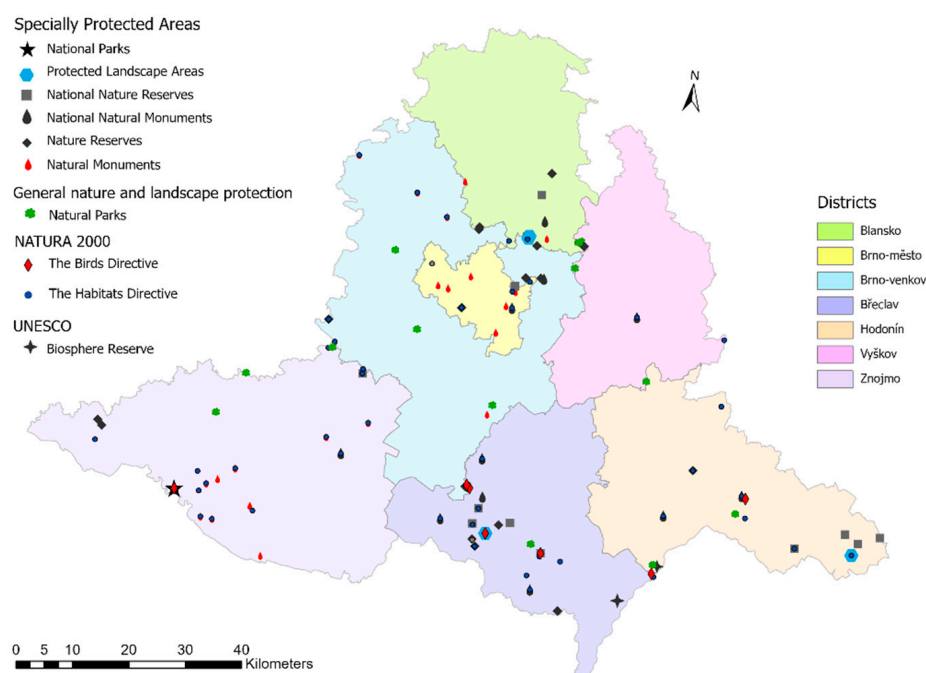 Specially Protected Areas
National Parks
Protected Landscape Areas
National Nature Reserves
National Natural Monuments
Nature Reserves
Natural Monuments
General nature and landscape protection
Natural Parks
NATURA 2000
The Birds Directive
The Habitats Directive
UNESCO
Biosphere Reserve
N
Districts
Blansko
Brno-město
Brno-venkov
Břeclav
Hodonín
Vyškov
Znojmo
0 5 10 20 30 40 Kilometers